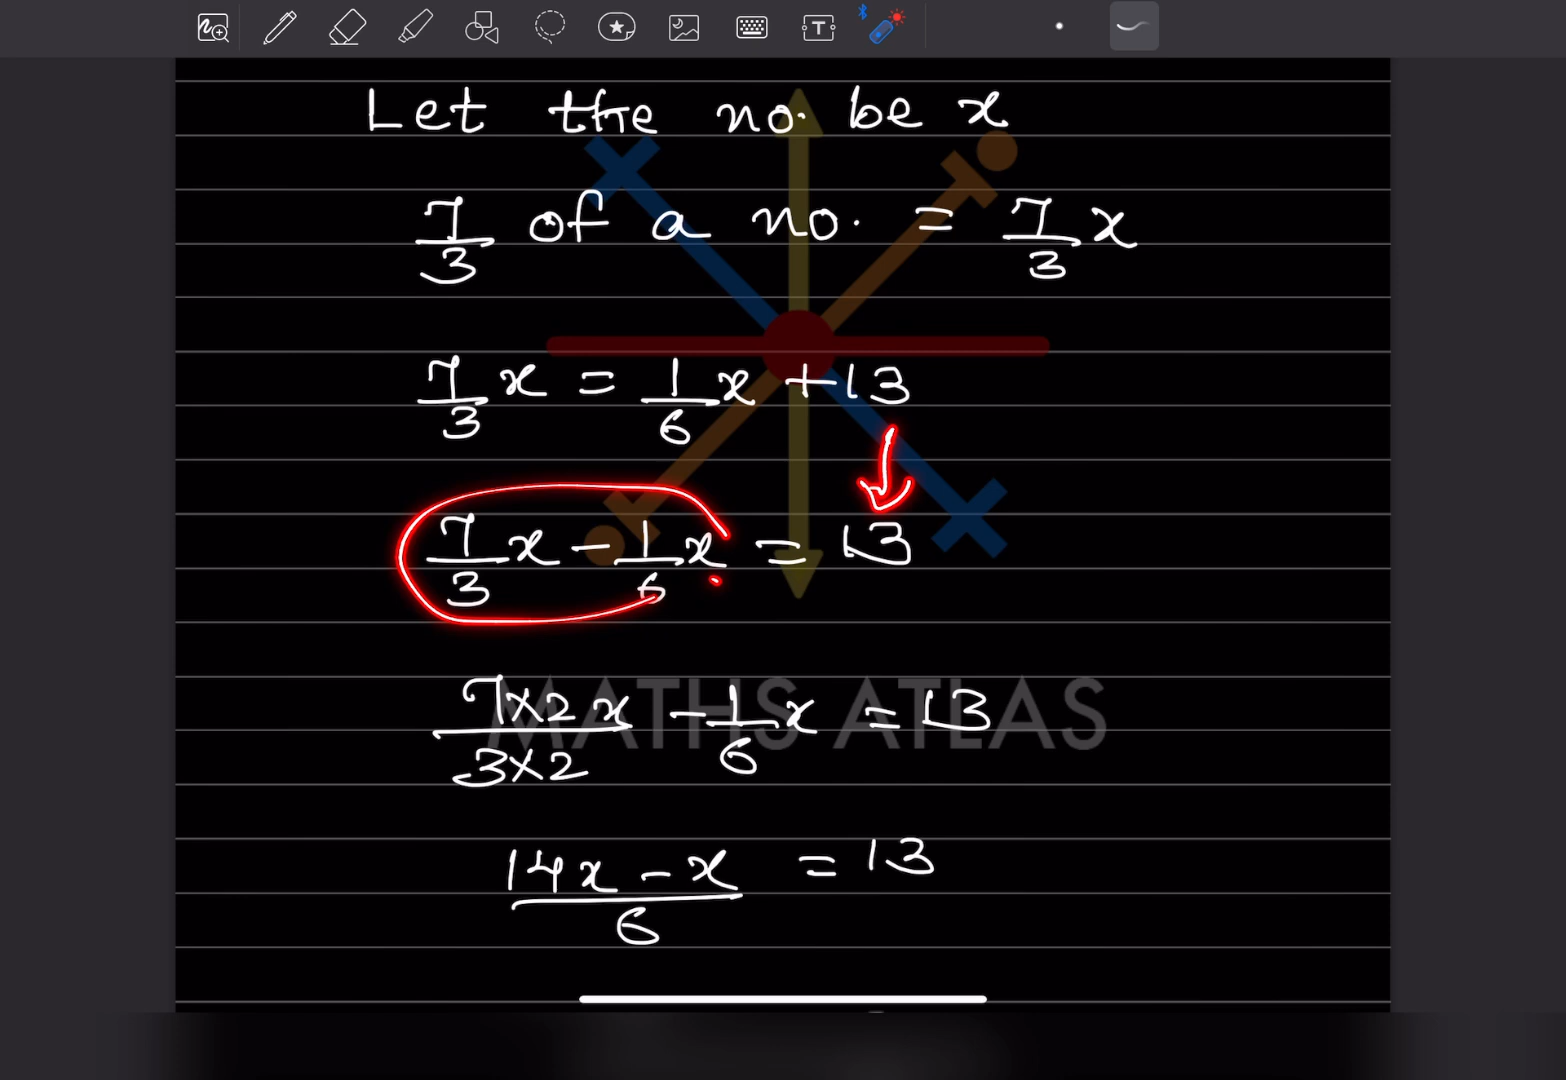 Let the no. be x
7/3 of a no. = 7/3 x
7/3 x = 1/6 x + 13
7/3 x - 1/6 x = 13
7×2 x/3×2 - 1/6 x = 13
MATHS ATLAS
14x - x/6 = 13